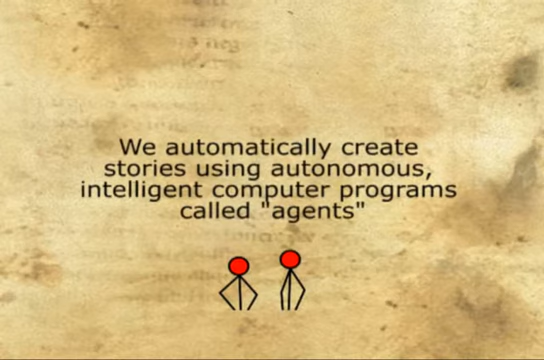 We automatically create
stories using autonomous,
intelligent computer programs
called "agents"